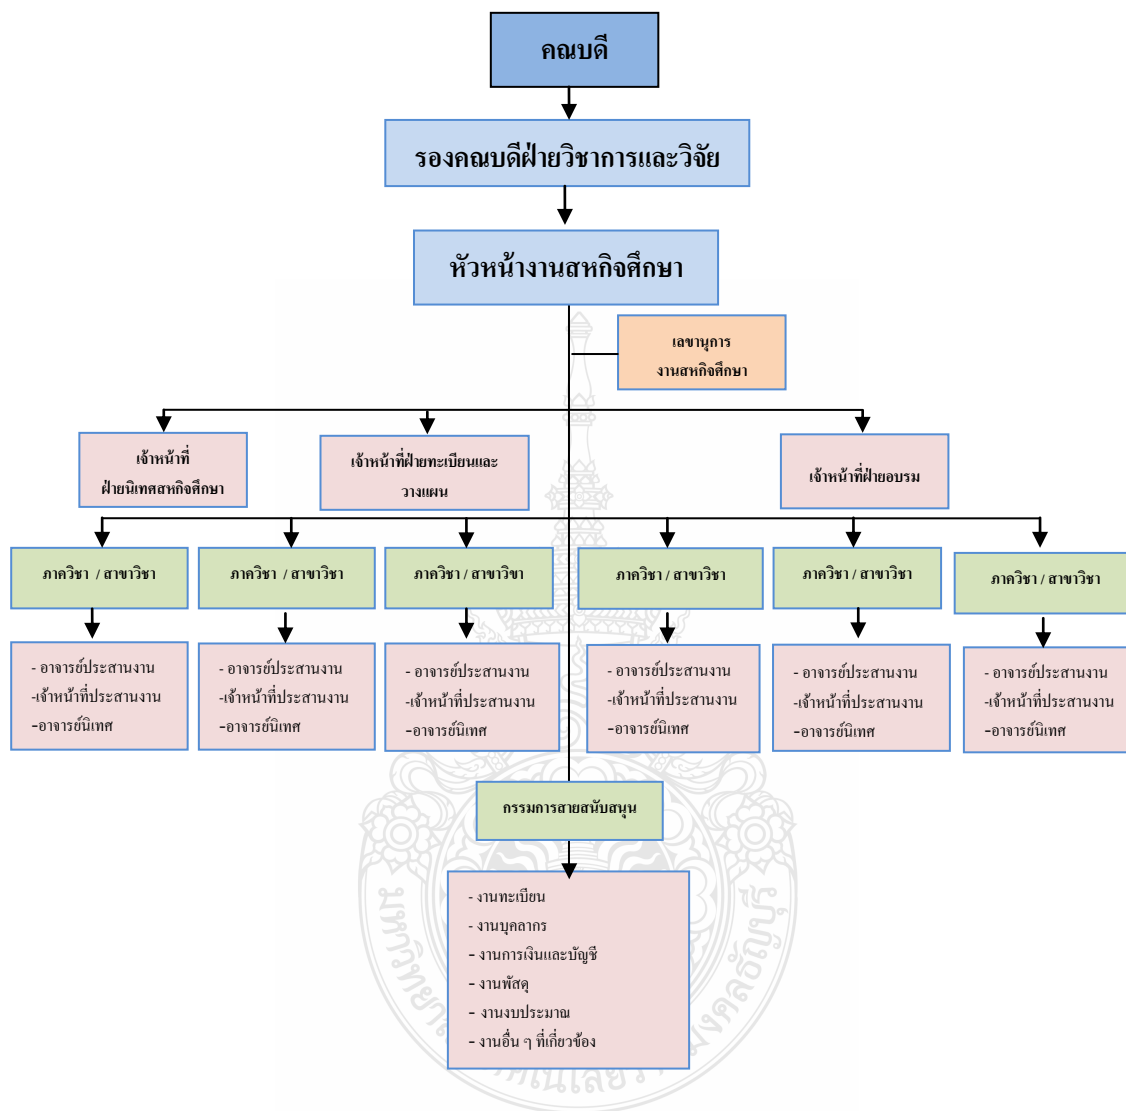 คณบดี
รองคณบดีฝ่ายวิชาการและวิจัย
หัวหน้างานสหกิจศึกษา
เลขานุการ
งานสหกิจศึกษา
เจ้าหน้าที่
ฝ่ายนิเทศสหกิจศึกษา
เจ้าหน้าที่ฝ่ายทะเบียนและ
วางแผน
เจ้าหน้าที่ฝ่ายอบรม
ภาควิชา / สาขาวิชา
ภาควิชา / สาขาวิชา
ภาควิชา / สาขาวิขา
ภาควิชา / สาขาวิชา
ภาควิชา / สาขาวิชา
ภาควิชา / สาขาวิชา
- อาจารย์ประสานงาน
-เจ้าหน้าที่ประสานงาน
-อาจารย์นิเทศ
- อาจารย์ประสานงาน
-เจ้าหน้าที่ประสานงาน
-อาจารย์นิเทศ
- อาจารย์ประสานงาน
-เจ้าหน้าที่ประสานงาน
-อาจารย์นิเทศ
- อาจารย์ประสานงาน
-เจ้าหน้าที่ประสานงาน
-อาจารย์นิเทศ
- อาจารย์ประสานงาน
-เจ้าหน้าที่ประสานงาน
-อาจารย์นิเทศ
- อาจารย์ประสานงาน
-เจ้าหน้าที่ประสานงาน
-อาจารย์นิเทศ
กรรมการสายสนับสนุน
- งานทะเบียน
- งานบุคลากร
- งานการเงินและบัญชี
- งานพัสดุ
- งานงบประมาณ
- งานอื่น ๆ ที่เกี่ยวข้อง